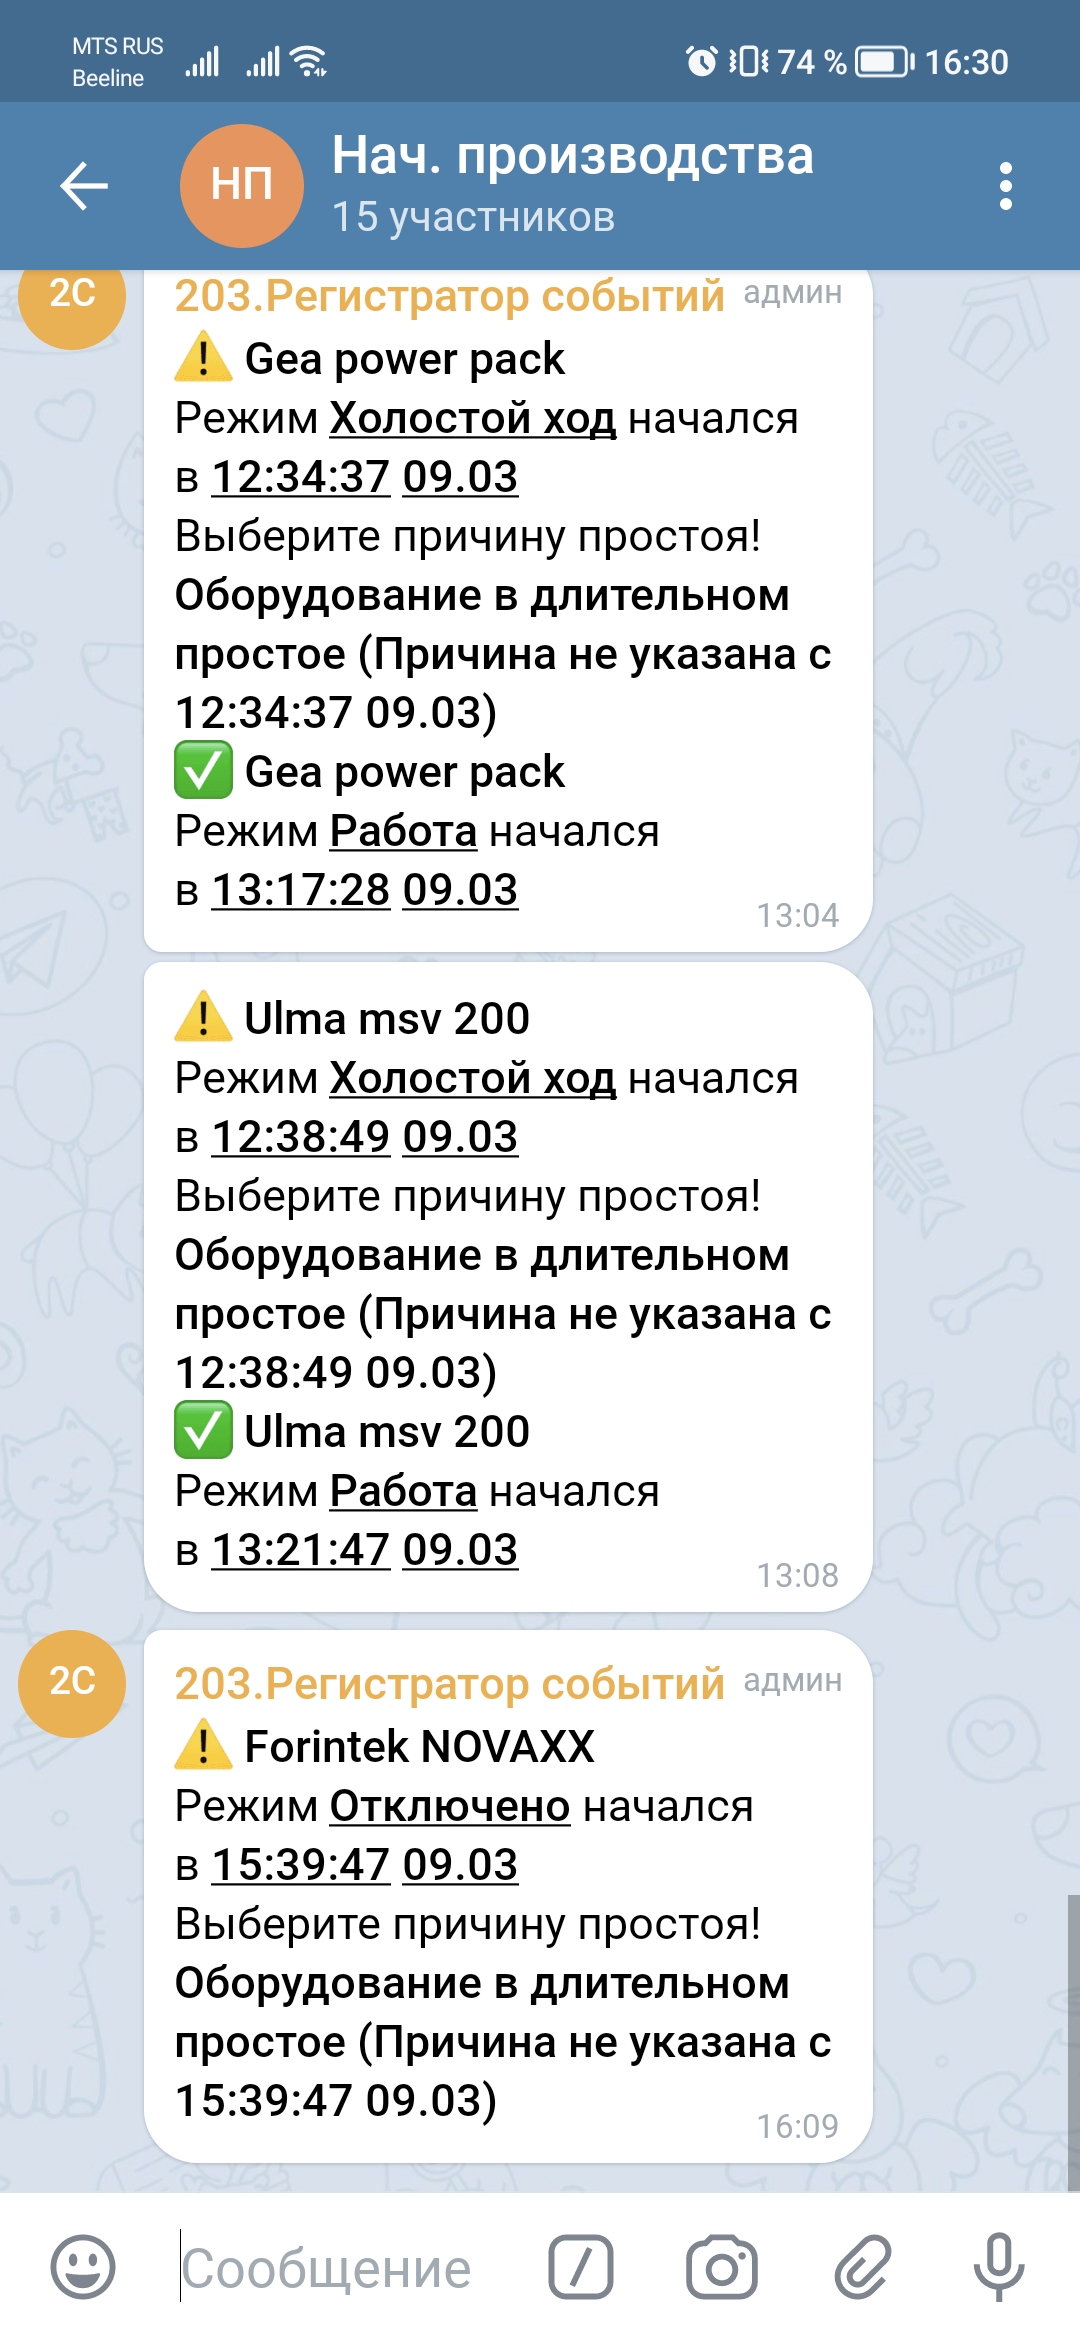 MTS RUS
Beeline
74 %
16:30
НП
Нач. производства
15 участников
2С
203.Регистратор событий админ
Gea power pack
Режим Холостой ход начался
в 12:34:37 09.03
Выберите причину простоя!
Оборудование в длительном
простое (Причина не указана с
12:34:37 09.03)
Gea power pack
Режим Работа начался
в 13:17:28 09.03
13:04
Ulma msv 200
Режим Холостой ход начался
в 12:38:49 09.03
Выберите причину простоя!
Оборудование в длительном
простое (Причина не указана с
12:38:49 09.03)
Ulma msv 200
Режим Работа начался
в 13:21:47 09.03
13:08
2С
203.Регистратор событий админ
Forintek NOVAXX
Режим Отключено начался
в 15:39:47 09.03
Выберите причину простоя!
Оборудование в длительном
простое (Причина не указана с
15:39:47 09.03)
16:09
Сообщение